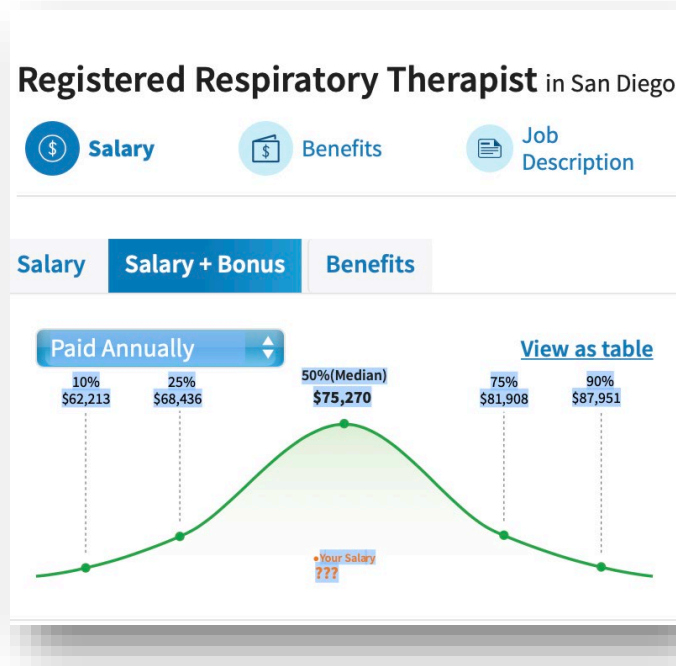 Registered Respiratory Therapist in San Diego
Salary
Benefits
Job
Description
Salary
Salary + Bonus
Benefits
Paid Annually
View as table
10%
$62,213
25%
$68,436
50%(Median)
$75,270
75%
$81,908
90%
$87,951
Your Salary
???